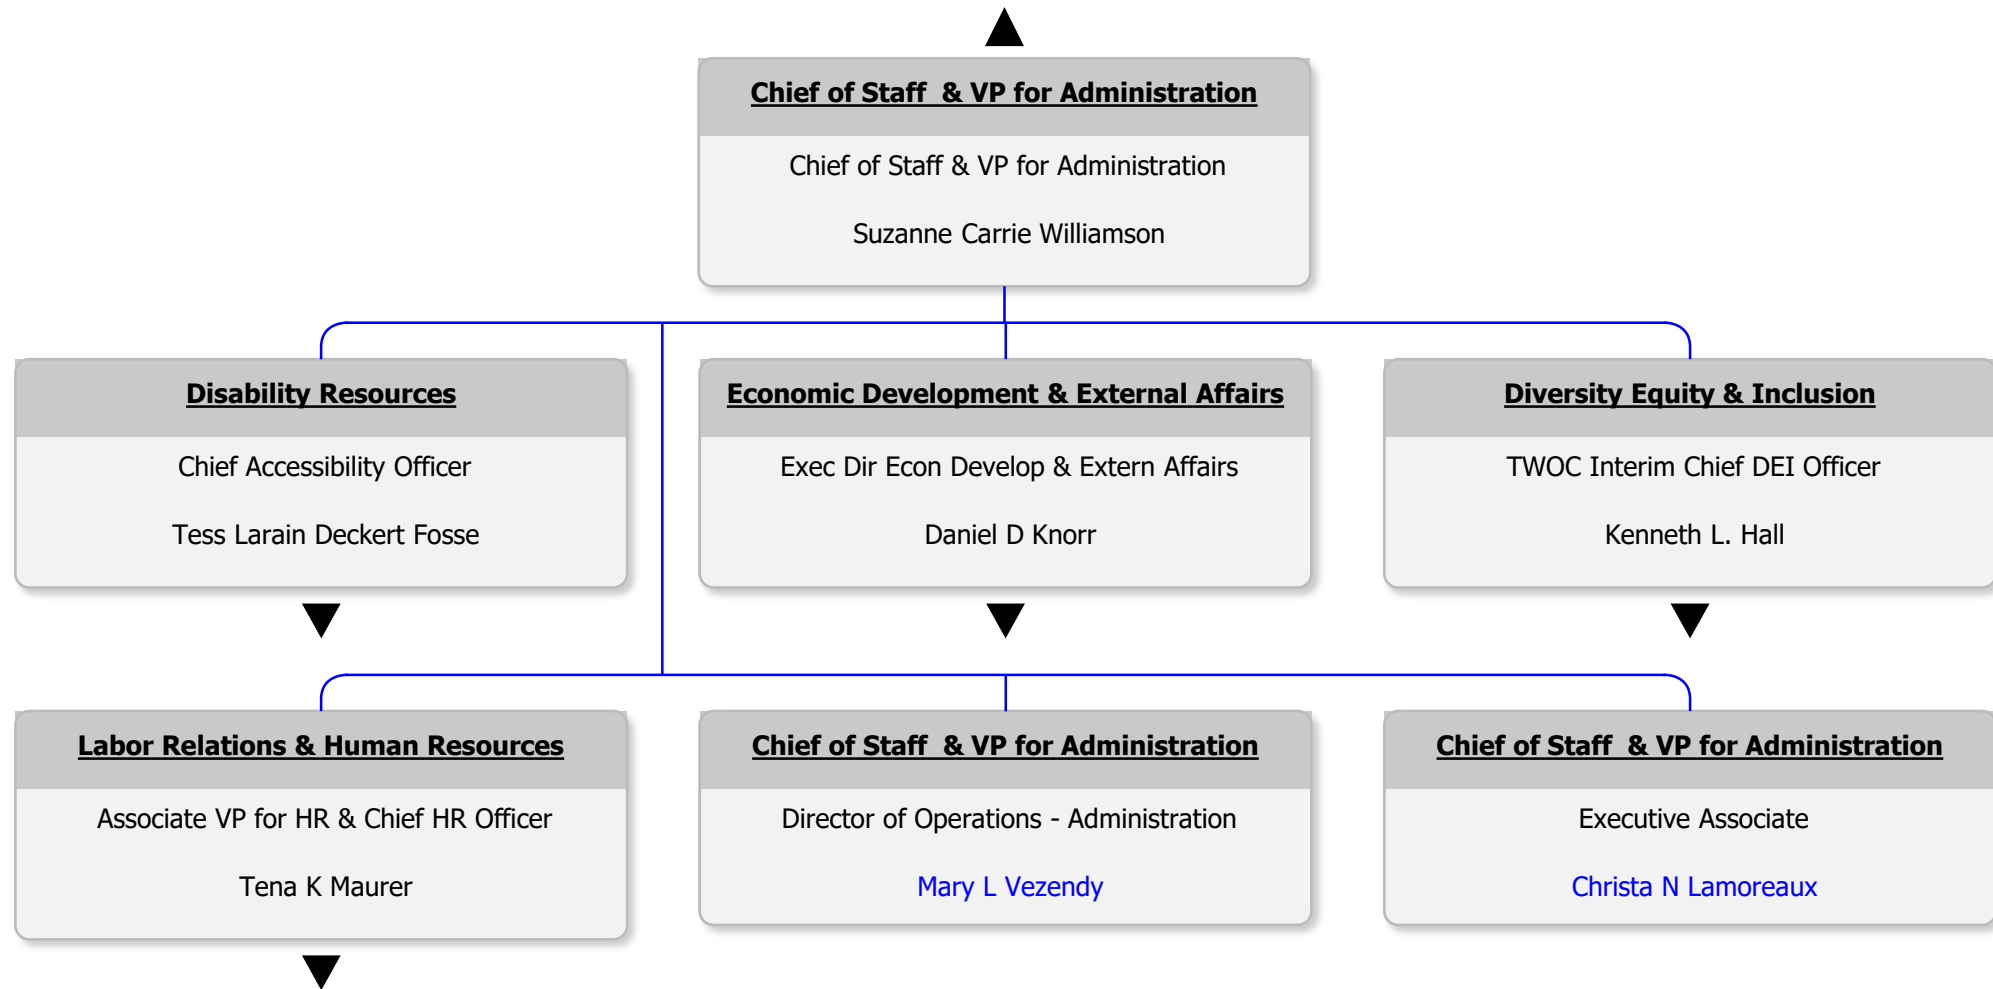 Chief of Staff  & VP for Administration
Chief of Staff & VP for Administration
Suzanne Carrie Williamson
Disability Resources
Chief Accessibility Officer
Tess Larain Deckert Fosse
Economic Development & External Affairs
Exec Dir Econ Develop & Extern Affairs
Daniel D Knorr
Diversity Equity & Inclusion
TWOC Interim Chief DEI Officer
Kenneth L. Hall
Labor Relations & Human Resources
Associate VP for HR & Chief HR Officer
Tena K Maurer
Chief of Staff  & VP for Administration
Director of Operations - Administration
Mary L Vezendy
Chief of Staff  & VP for Administration
Executive Associate
Christa N Lamoreaux